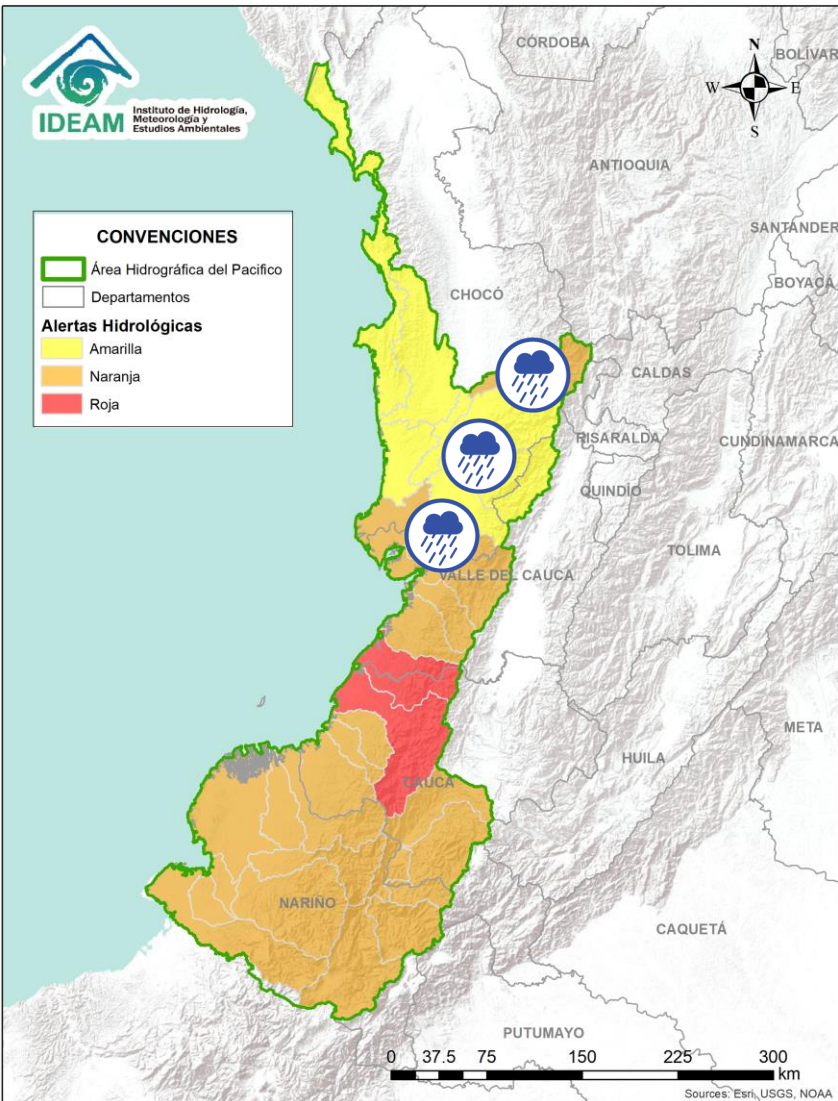 IDEAM
Instituto de Hidrología,
Meteorología y
Estudios Ambientales
N
W
E
S
CONVENCIONES
Área Hidrográfica del Pacifico
Departamentos
Alertas Hidrológicas
Amarilla
Naranja
Roja
CÓRDOBA
BOLÍVAR
ANTIOQUIA
SANTANDER
BOYACÁ
CHOCÓ
CALDAS
RISARALDA
CUNDINAMARCA
QUINDÍO
TOLIMA
VALLE DEL CAUCA
META
HUILA
CAUCA
NARIÑO
CAQUETÁ
PUTUMAYO
0 37.5 75 150 225 300
km
Sources: Esri, USGS, NOAA